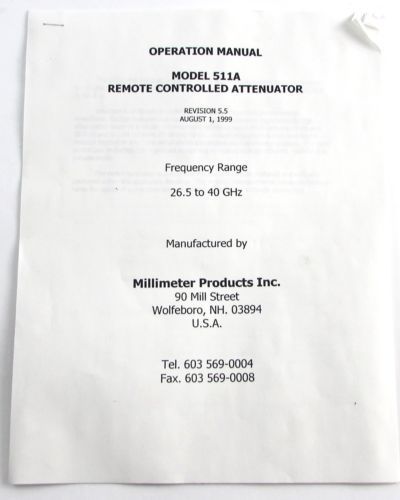 OPERATION MANUAL
MODEL 511A
REMOTE CONTROLLED ATTENUATOR
REVISION 5.5
AUGUST 1, 1999
Frequency Range
26.5 to 40 GHz
Manufactured by
Millimeter Products Inc.
90 Mill Street
Wolfeboro, NH. 03894
U.S.A.
Tel. 603 569-0004
Fax. 603 569-0008